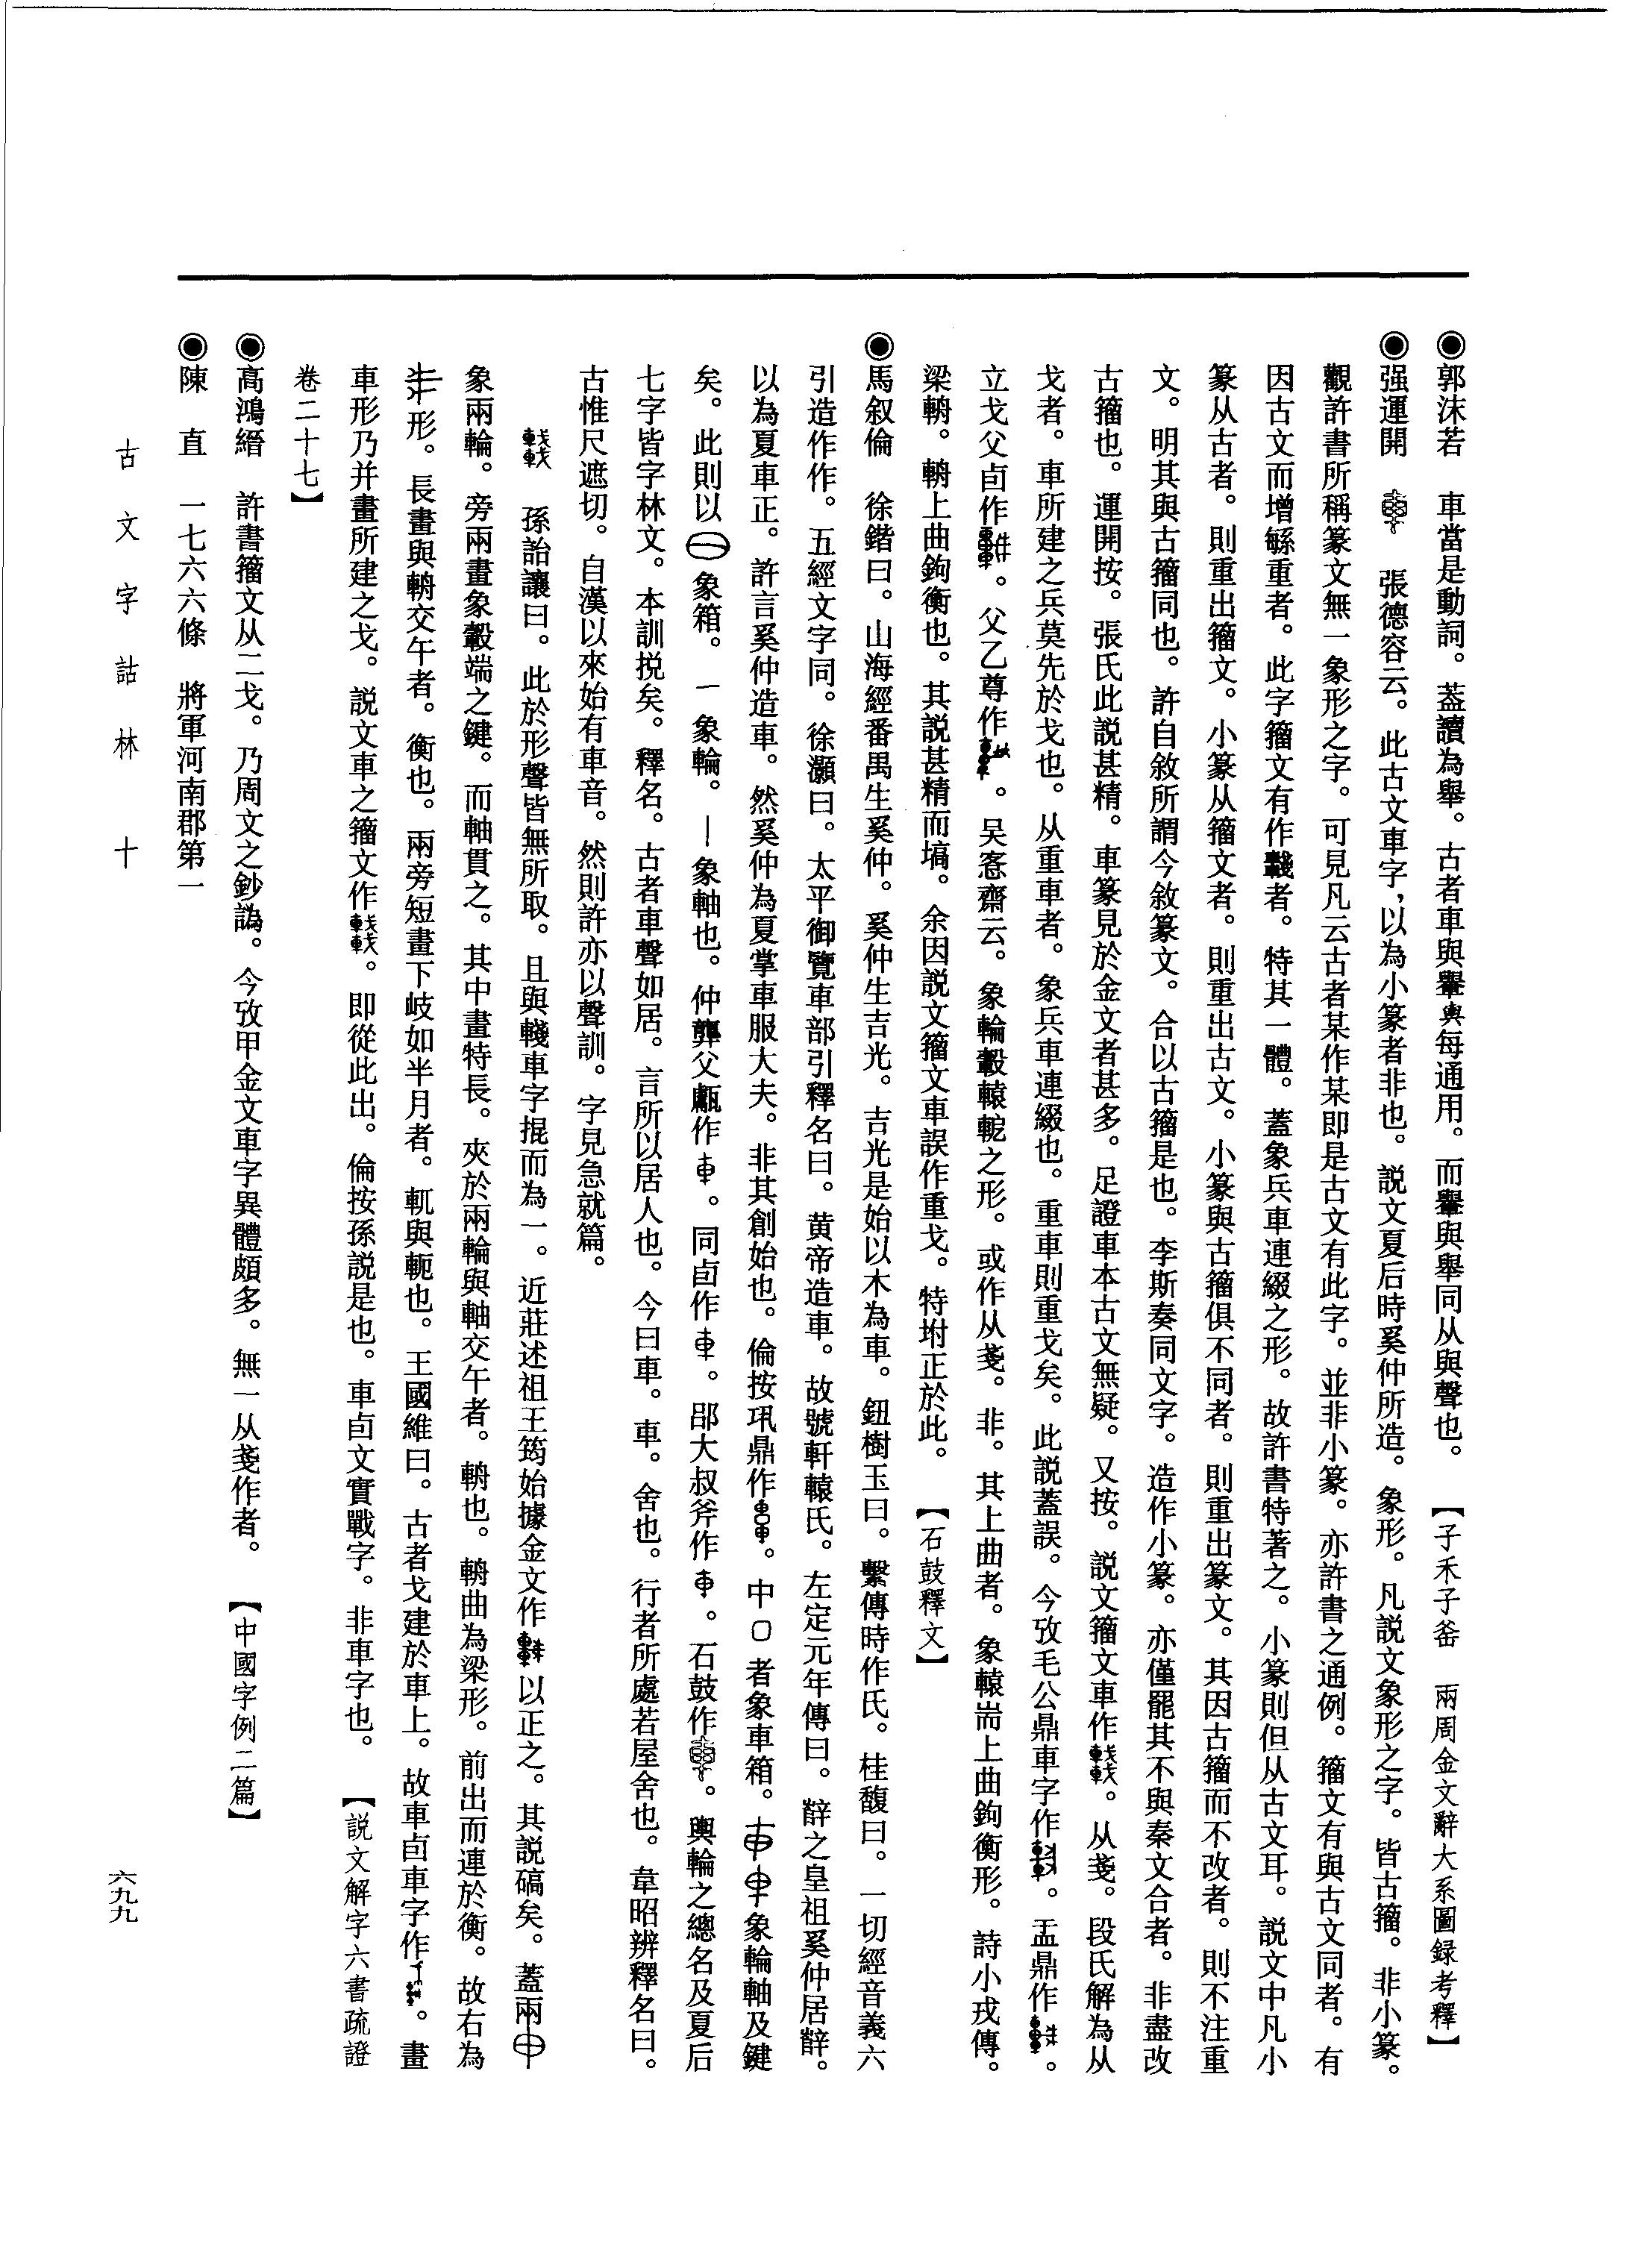 ◉郭沫若　車當是動詞。葢讀為舉。古者車與轝輿每通用。而轝與舉同从與聲也。【子禾子釜　兩周金文辭大系圖録考釋】
◉强運開　張德容云。此古文車字，以為小篆者非也。説文夏后時奚仲所造。象形。凡説文象形之字。皆古籀。非小篆。
觀許書所稱篆文無一象形之字。可見凡云古者某作某即是古文有此字。並非小篆。亦許書之通例。籀文有與古文同者。有
因古文而增緐重者。此字籀文有作者。特其一體。蓋象兵車連綴之形。故許書特著之。小篆則但从古文耳。説文中凡小
篆从古者。則重出籀文。小篆从籀文者。則重出古文。小篆與古籀俱不同者。則重出篆文。其因古籀而不改者。則不注重
文。明其與古籀同也。許自敘所謂今敘篆文。合以古籀是也。李斯奏同文字。造作小篆。亦僅罷其不與秦文合者。非盡改
古籀也。運開按。張氏此説甚精。車篆見於金文者甚多。足證車本古文無疑。又按。説文籀文車作。从戔。段氏解為从
戈者。車所建之兵莫先於戈也。从重車者。象兵車連綴也。重車則重戈矣。此説蓋誤。今攷毛公鼎車字作。盂鼎作。
立戈父卣作。父乙尊作。吴愙齋云。象輪轂轅軛之形。或作从戔。非。其上曲者。象轅耑上曲鉤衡形。詩小戎傳。
梁輈。輈上曲鉤衡也。其説甚精而塙。余因説文籀文車誤作重戈。特坿正於此。【石鼓釋文】
◉馬叙倫　徐鍇曰。山海經番禺生奚仲。奚仲生吉光。吉光是始以木為車。鈕樹玉曰。繫傳時作氏。桂馥曰。一切經音義六
引造作作。五經文字同。徐灝曰。太平御覽車部引釋名曰。黄帝造車。故號軒轅氏。左定元年傳曰。辥之皇祖奚仲居辥。
以為夏車正。許言奚仲造車。然奚仲為夏掌車服大夫。非其創始也。倫按𤔲鼎作。中者象車箱。象輪軸及鍵
矣。此則以象箱。一象輪。｜象軸也。仲父甗作。同卣作。郘大叔斧作。石鼓作。輿輪之總名及夏后
七字皆字林文。本訓挩矣。釋名。古者車聲如居。言所以居人也。今曰車。車。舍也。行者所處若屋舍也。韋昭辨釋名曰。
古惟尺遮切。自漢以來始有車音。然則許亦以聲訓。字見急就篇。
孫詒讓曰。此於形聲皆無所取。且與輚車字掍而為一。近莊述祖王筠始據金文作以正之。其説碻矣。蓋兩
象兩輪。旁兩畫象轂端之鍵。而軸貫之。其中畫特長。夾於兩輪與軸交午者。輈也。輈曲為梁形。前出而連於衡。故右為
形。長畫與輈交午者。衡也。兩旁短畫下岐如半月者。軏與軛也。王國維曰。古者戈建於車上。故車卣車字作。畫
車形乃并畫所建之戈。説文車之籀文作。即從此出。倫按孫説是也。車卣文實戰字。非車字也。【説文解字六書疏證
卷二十七】
◉高鴻縉　許書籀文从二戈。乃周文之鈔譌。今攷甲金文車字異體頗多。無一从戔作者。【中國字例二篇】
◉陳　直　一七六六條　將軍河南郡第一
古文字詁林　十
六九九